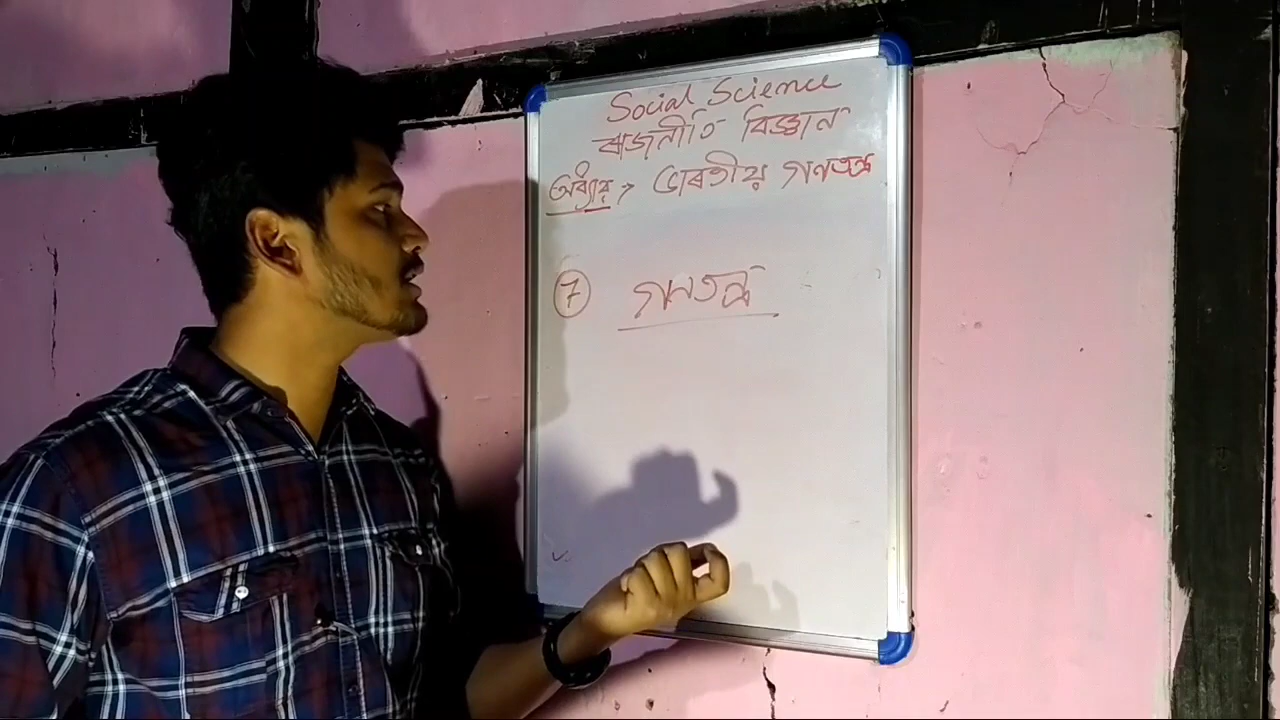 Social Science
ৰাজনীতি বিজ্ঞান
অধ্যায় → ভাৰতীয় গণতন্ত্ৰ
7 গণতন্ত্ৰ